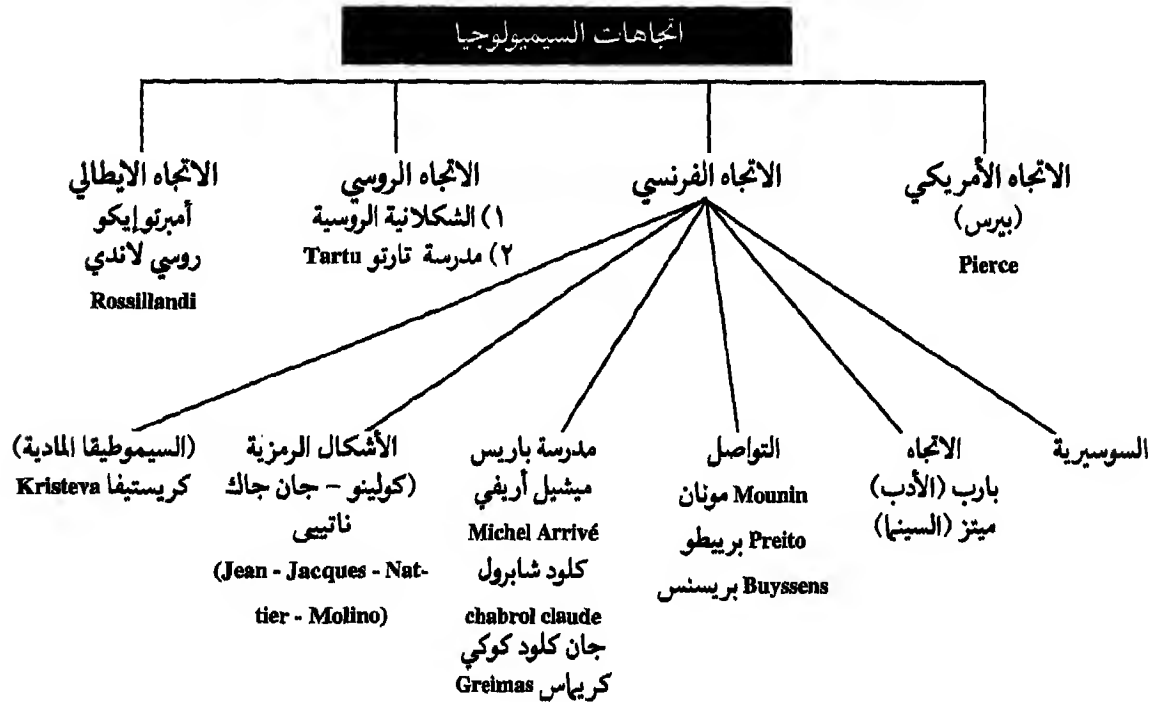 اتجاهات السيميولوجيا
الاتجاه الأمريكي
(بيرس)
Pierce
الاتجاه الفرنسي
الاتجاه الروسي
١) الشكلانية الروسية
٢) مدرسة تارتو Tartu
الاتجاه الايطالي
أمبرتو إيكو
روسي لاندي
Rossillandi
السوسيرية
الاتجاه
بارب (الأدب)
ميتز (السينما)
التواصل
Mounin مونان
Preito برييطو
Buyssens بريسنس
مدرسة باريس
ميشيل أريفي
Michel Arrivé
كلود شابرول
chabrol claude
جان كلود كوكي
كريماس Greimas
الأشكال الرمزية
(كولينو – جان جاك
ناتييى
(Jean - Jacques - Nat-
tier - Molino)
(السيموطيقا المادية)
كريستيفا Kristeva